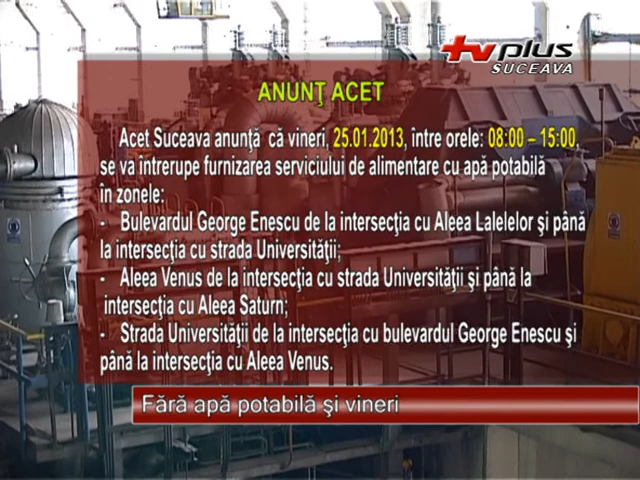 tv plus
SUCEAVA
ANUNŢ ACET
Acet Suceava anunţă că vineri, 25.01.2013, între orele: 08:00 – 15:00,
se va întrerupe furnizarea serviciului de alimentare cu apă potabilă
în zonele:
- Bulevardul George Enescu de la intersecţia cu Aleea Lalelelor şi până
la intersecţia cu strada Universităţii;
- Aleea Venus de la intersecţia cu strada Universităţii şi până la
intersecţia cu Aleea Saturn;
- Strada Universităţii de la intersecţia cu bulevardul George Enescu şi
până la intersecţia cu Aleea Venus.
Fără apă potabilă şi vineri